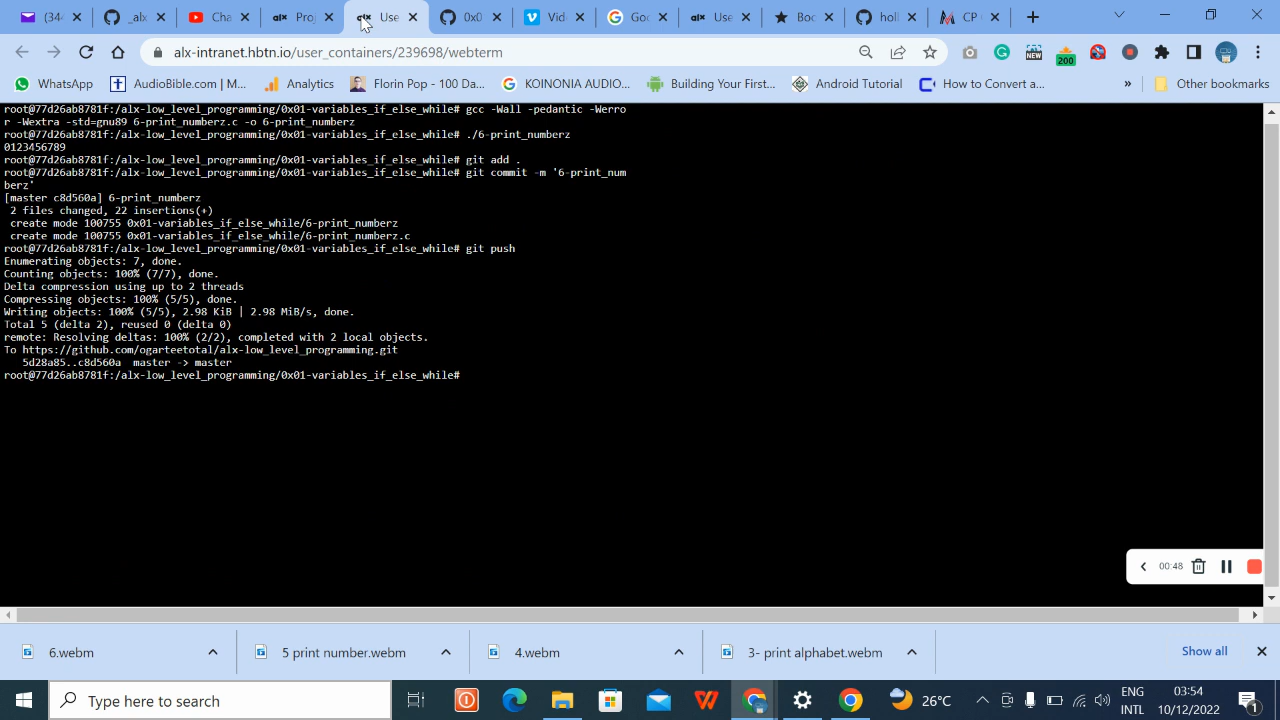 (34
_alx
Cha
Proj
Use
0x0
Vid
Goo
Use
Boo
holl
CP C
alx-intranet.hbtn.io/user_containers/239698/webterm
NEW
200
WhatsApp
AudioBible.com | M...
Analytics
Florin Pop - 100 Da...
KOINONIA AUDIO...
Building Your First...
Android Tutorial
How to Convert a...
»
Other bookmarks
root@77d26ab8781f:/alx-low_level_programming/0x01-variables_if_else_while# gcc -Wall -pedantic -Werro
r -Wextra -std=gnu89 6-print_numberz.c -o 6-print_numberz
root@77d26ab8781f:/alx-low_level_programming/0x01-variables_if_else_while# ./6-print_numberz
0123456789
root@77d26ab8781f:/alx-low_level_programming/0x01-variables_if_else_while# git add .
root@77d26ab8781f:/alx-low_level_programming/0x01-variables_if_else_while# git commit -m '6-print_num
berz'
[master c8d560a] 6-print_numberz
2 files changed, 22 insertions(+)
create mode 100755 0x01-variables_if_else_while/6-print_numberz
create mode 100755 0x01-variables_if_else_while/6-print_numberz.c
root@77d26ab8781f:/alx-low_level_programming/0x01-variables_if_else_while# git push
Enumerating objects: 7, done.
Counting objects: 100% (7/7), done.
Delta compression using up to 2 threads
Compressing objects: 100% (5/5), done.
Writing objects: 100% (5/5), 2.98 KiB | 2.98 MiB/s, done.
Total 5 (delta 2), reused 0 (delta 0)
remote: Resolving deltas: 100% (2/2), completed with 2 local objects.
To https://github.com/ogarteetotal/alx-low_level_programming.git
5d28a85..c8d560a master -> master
root@77d26ab8781f:/alx-low_level_programming/0x01-variables_if_else_while#
00:48
6.webm
5 print number.webm
4.webm
3- print alphabet.webm
Show all
Type here to search
26°C
ENG
INTL
03:54
10/12/2022
1